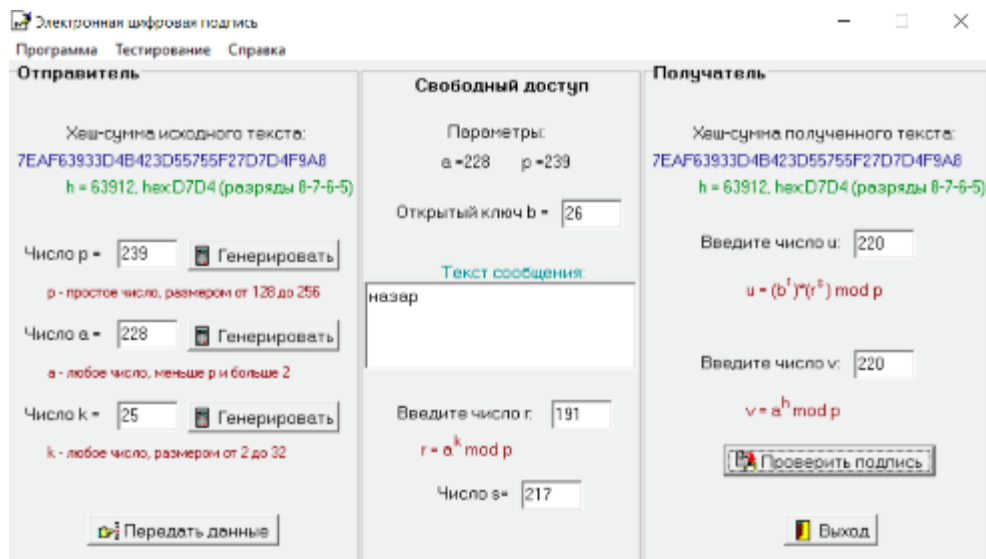 Электронная цифровая подпись
Программа Тестирование Справка
Отправитель
Хеш-сумма исходного текста:
7EAF63933D4B423D55755F27D7D4F9A8
h = 63912, hex:D7D4 (разряды 8-7-6-5)
Число p = 239 Генерировать
p - простое число, размером от 128 до 256
Число a = 228 Генерировать
a - любое число, меньше p и больше 2
Число k = 25 Генерировать
k - любое число, размером от 2 до 32
Передать данные
Свободный доступ
Параметры:
a =228 p =239
Открытый ключ b = 26
Текст сообщения:
назар
Введите число r: 191
r = a^k mod p
Число s= 217
Получатель
Хеш-сумма полученного текста:
7EAF63933D4B423D55755F27D7D4F9A8
h = 63912, hex:D7D4 (разряды 8-7-6-5)
Введите число u: 220
u = (b^r)*(r^s) mod p
Введите число v: 220
v = a^h mod p
Проверить подпись
Выход